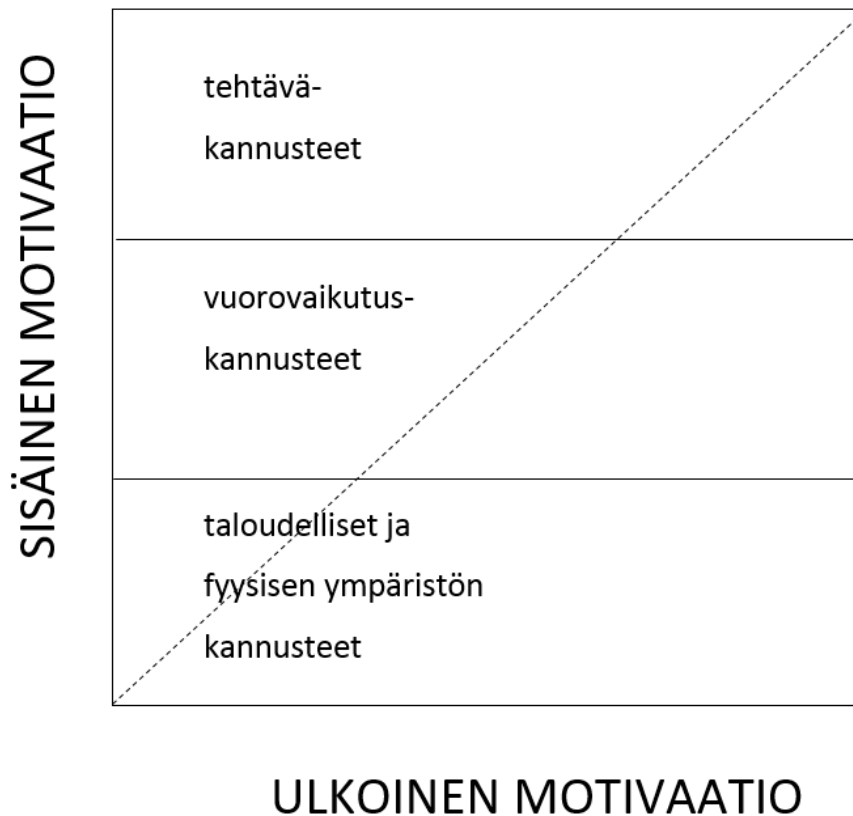 SISÄINEN MOTIVAATIO
tehtävä-
kannusteet
vuorovaikutus-
kannusteet
taloudelliset ja
fyysisen ympäristön
kannusteet
ULKOINEN MOTIVAATIO